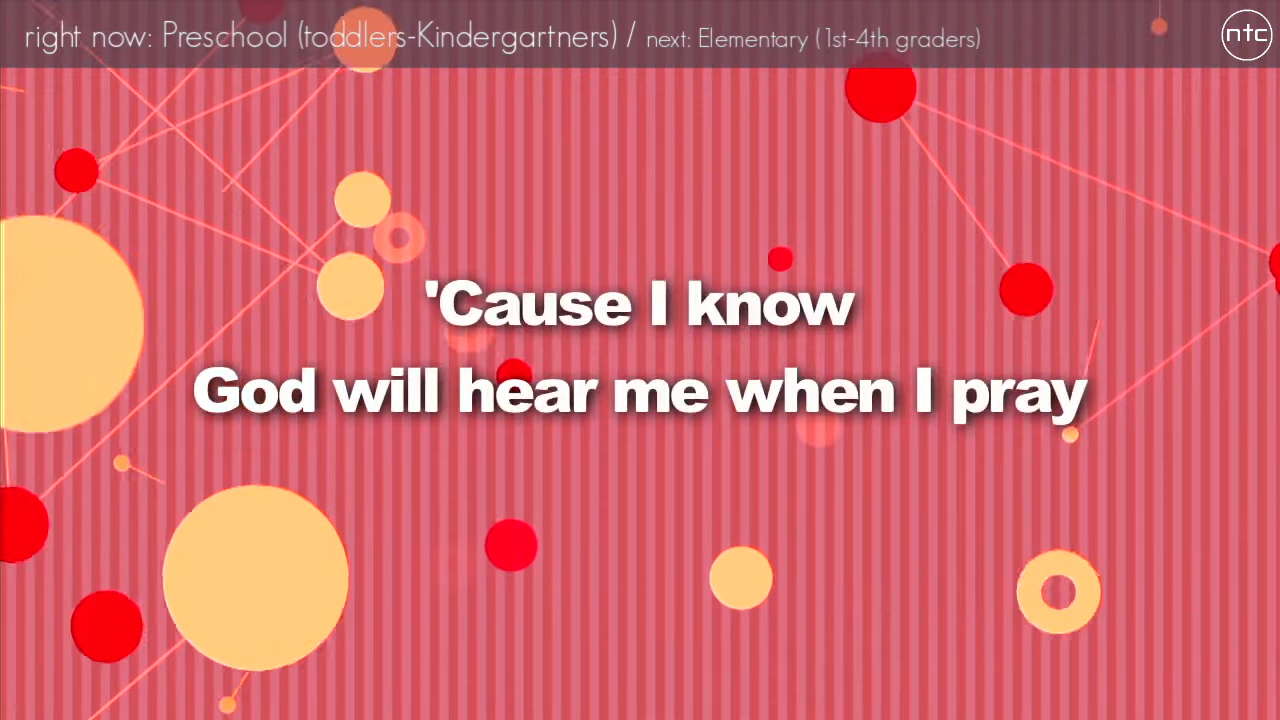 right now: Preschool (toddlers-Kindergartners) / next: Elementary (1st-4th graders)
ntc
'Cause I know
God will hear me when I pray